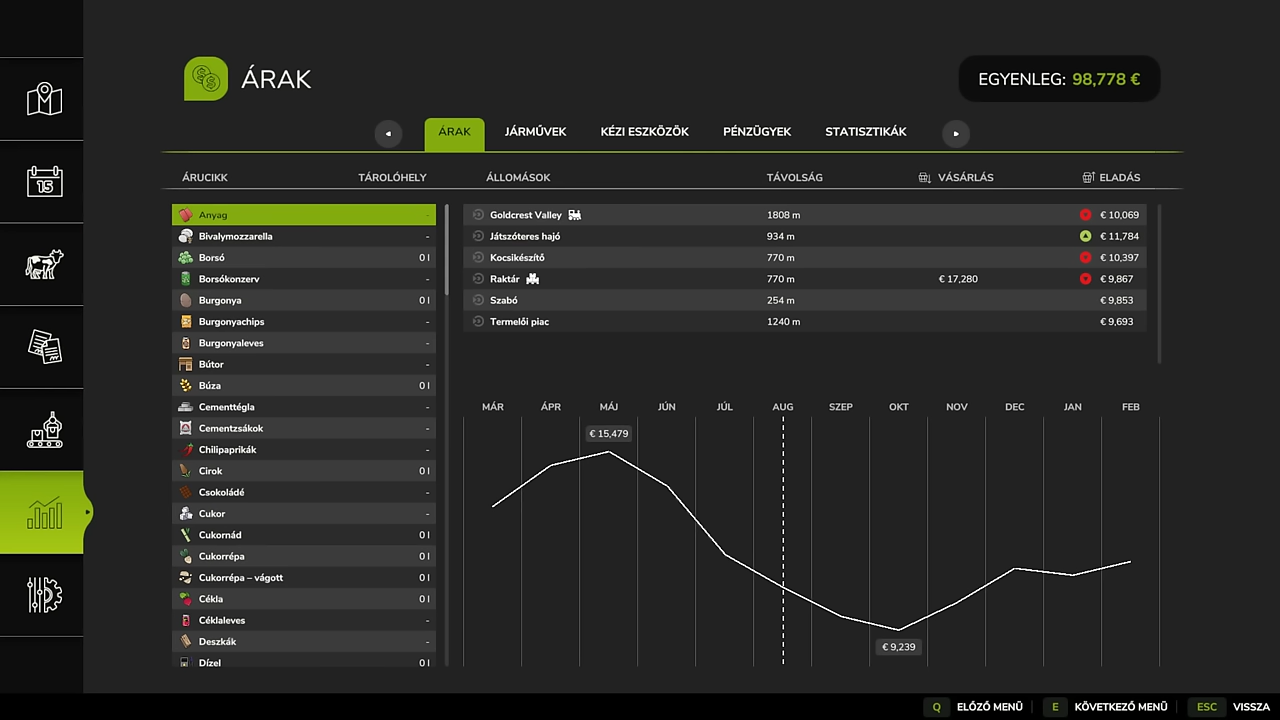 ÁRAK
EGYENLEG: 98,778 €
ÁRAK JÁRMŰVEK KÉZI ESZKÖZÖK PÉNZÜGYEK STATISZTIKÁK
15
ÁRUCIKK TÁROLÓHELY ÁLLOMÁSOK TÁVOLSÁG VÁSÁRLÁS ELADÁS
Anyag -
Bivalymozzarella -
Borsó 0 l
Borsókonzerv -
Burgonya 0 l
Burgonyachips -
Burgonyaleves -
Bútor -
Búza 0 l
Cementtégla -
Cementzsákok -
Chilipaprikák -
Cirok 0 l
Csokoládé -
Cukor -
Cukornád 0 l
Cukorrépa 0 l
Cukorrépa – vágott 0 l
Cékla 0 l
Céklaleves -
Deszkák -
Dízel 0 l
Goldcrest Valley 1808 m € 10,069
Játszóteres hajó 934 m € 11,784
Kocsikészítő 770 m € 10,397
Raktár 770 m € 17,280 € 9,867
Szabó 254 m € 9,853
Termelői piac 1240 m € 9,693
MÁR ÁPR MÁJ JÚN JÚL AUG SZEP OKT NOV DEC JAN FEB
€ 15,479
€ 9,239
Q ELŐZŐ MENÜ E KÖVETKEZŐ MENÜ ESC VISSZA